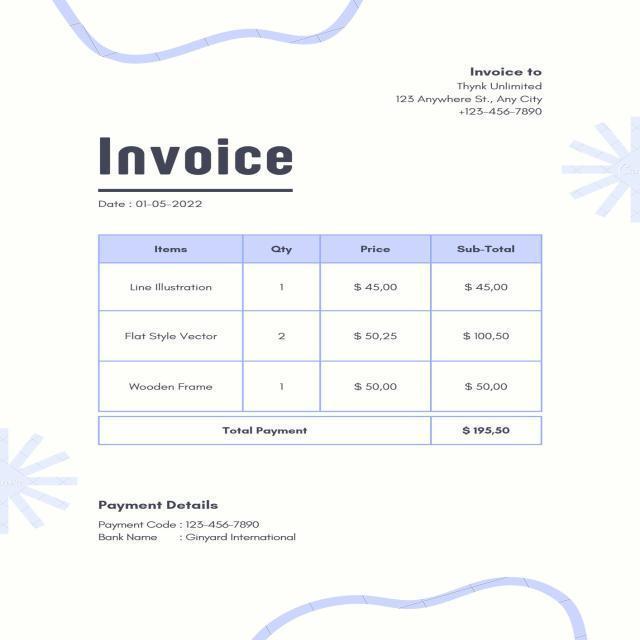 Invoice to
Thynk Unlimited
123 Anywhere St., Any City
+123-456-7890
Invoice
Date : 01-05-2022
Items Qty Price Sub-Total
Line Illustration 1 $ 45,00 $ 45,00
Flat Style Vector 2 $ 50,25 $ 100,50
Wooden Frame 1 $ 50,00 $ 50,00
Total Payment $ 195,50
Payment Details
Payment Code : 123-456-7890
Bank Name : Ginyard International